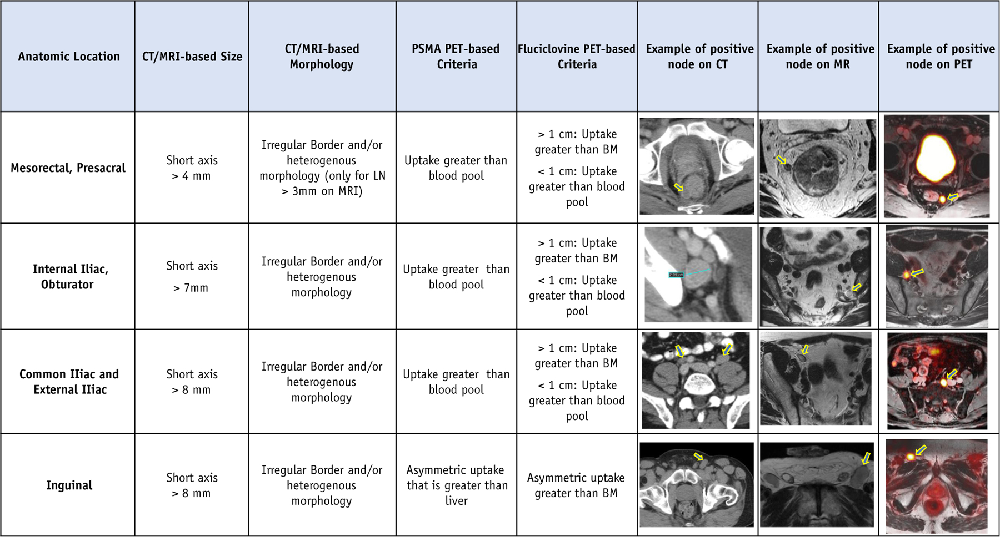 Anatomic Location
CT/MRI-based Size
CT/MRI-based
Morphology
PSMA PET-based
Criteria
Fluciclovine PET-based
Criteria
Example of positive
node on CT
Example of positive
node on MR
Example of positive
node on PET
Mesorectal, Presacral
Short axis
> 4 mm
Irregular Border and/or
heterogenous
morphology (only for LN
> 3mm on MRI)
Uptake greater than
blood pool
> 1 cm: Uptake
greater than BM
< 1 cm: Uptake
greater than blood
pool
Internal Iliac,
Obturator
Short axis
> 7mm
Irregular Border and/or
heterogenous
morphology
Uptake greater than
blood pool
> 1 cm: Uptake
greater than BM
< 1 cm: Uptake
greater than blood
pool
2.09 cm
Common IIiac and
External IIiac
Short axis
> 8 mm
Irregular Border and/or
heterogenous
morphology
Uptake greater than
blood pool
> 1 cm: Uptake
greater than BM
< 1 cm: Uptake
greater than blood
pool
Inguinal
Short axis
> 8 mm
Irregular Border and/or
heterogenous
morphology
Asymmetric uptake
that is greater than
liver
Asymmetric uptake
greater than BM